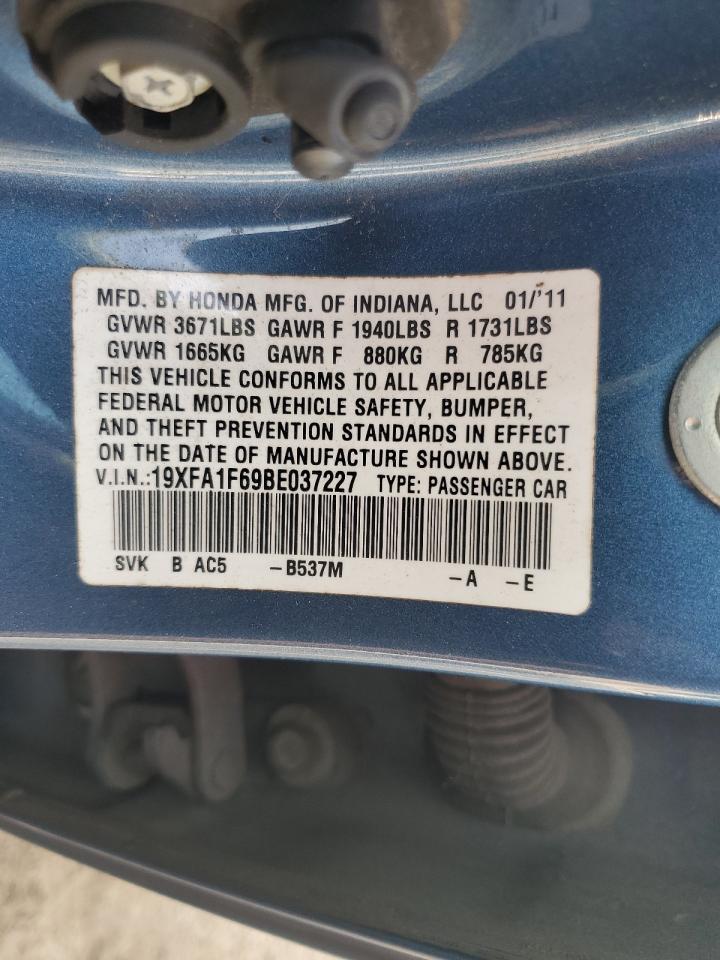 MFD. BY HONDA MFG. OF INDIANA, LLC 01/'11
GVWR 3671LBS GAWR F 1940LBS R 1731LBS
GVWR 1665KG GAWR F 880KG R 785KG
THIS VEHICLE CONFORMS TO ALL APPLICABLE
FEDERAL MOTOR VEHICLE SAFETY, BUMPER,
AND THEFT PREVENTION STANDARDS IN EFFECT
ON THE DATE OF MANUFACTURE SHOWN ABOVE.
V.I.N.:19XFA1F69BE037227 TYPE: PASSENGER CAR
SVK B AC5 -B537M -A -E